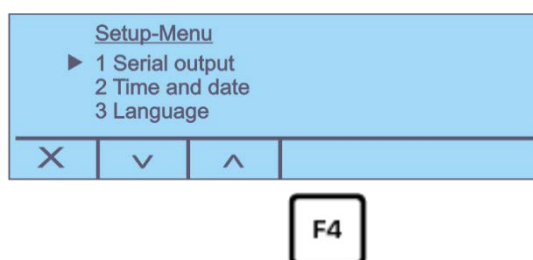 Setup-Menu
▶ 1 Serial output
2 Time and date
3 Language
X ∨ ∧
F4